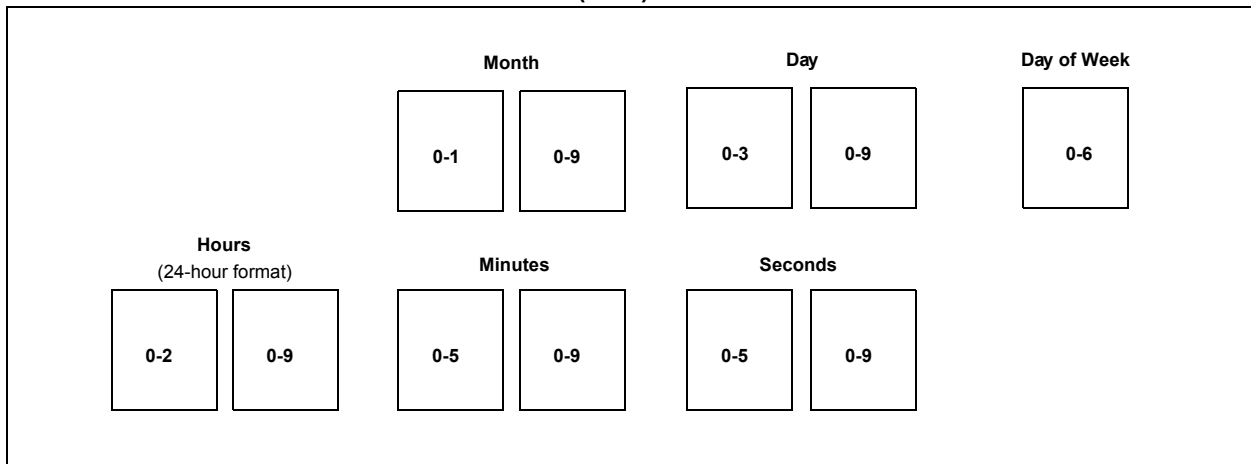 Month Day Day of Week
0-1 0-9 0-3 0-9 0-6
Hours
(24-hour format) Minutes Seconds
0-2 0-9 0-5 0-9 0-5 0-9